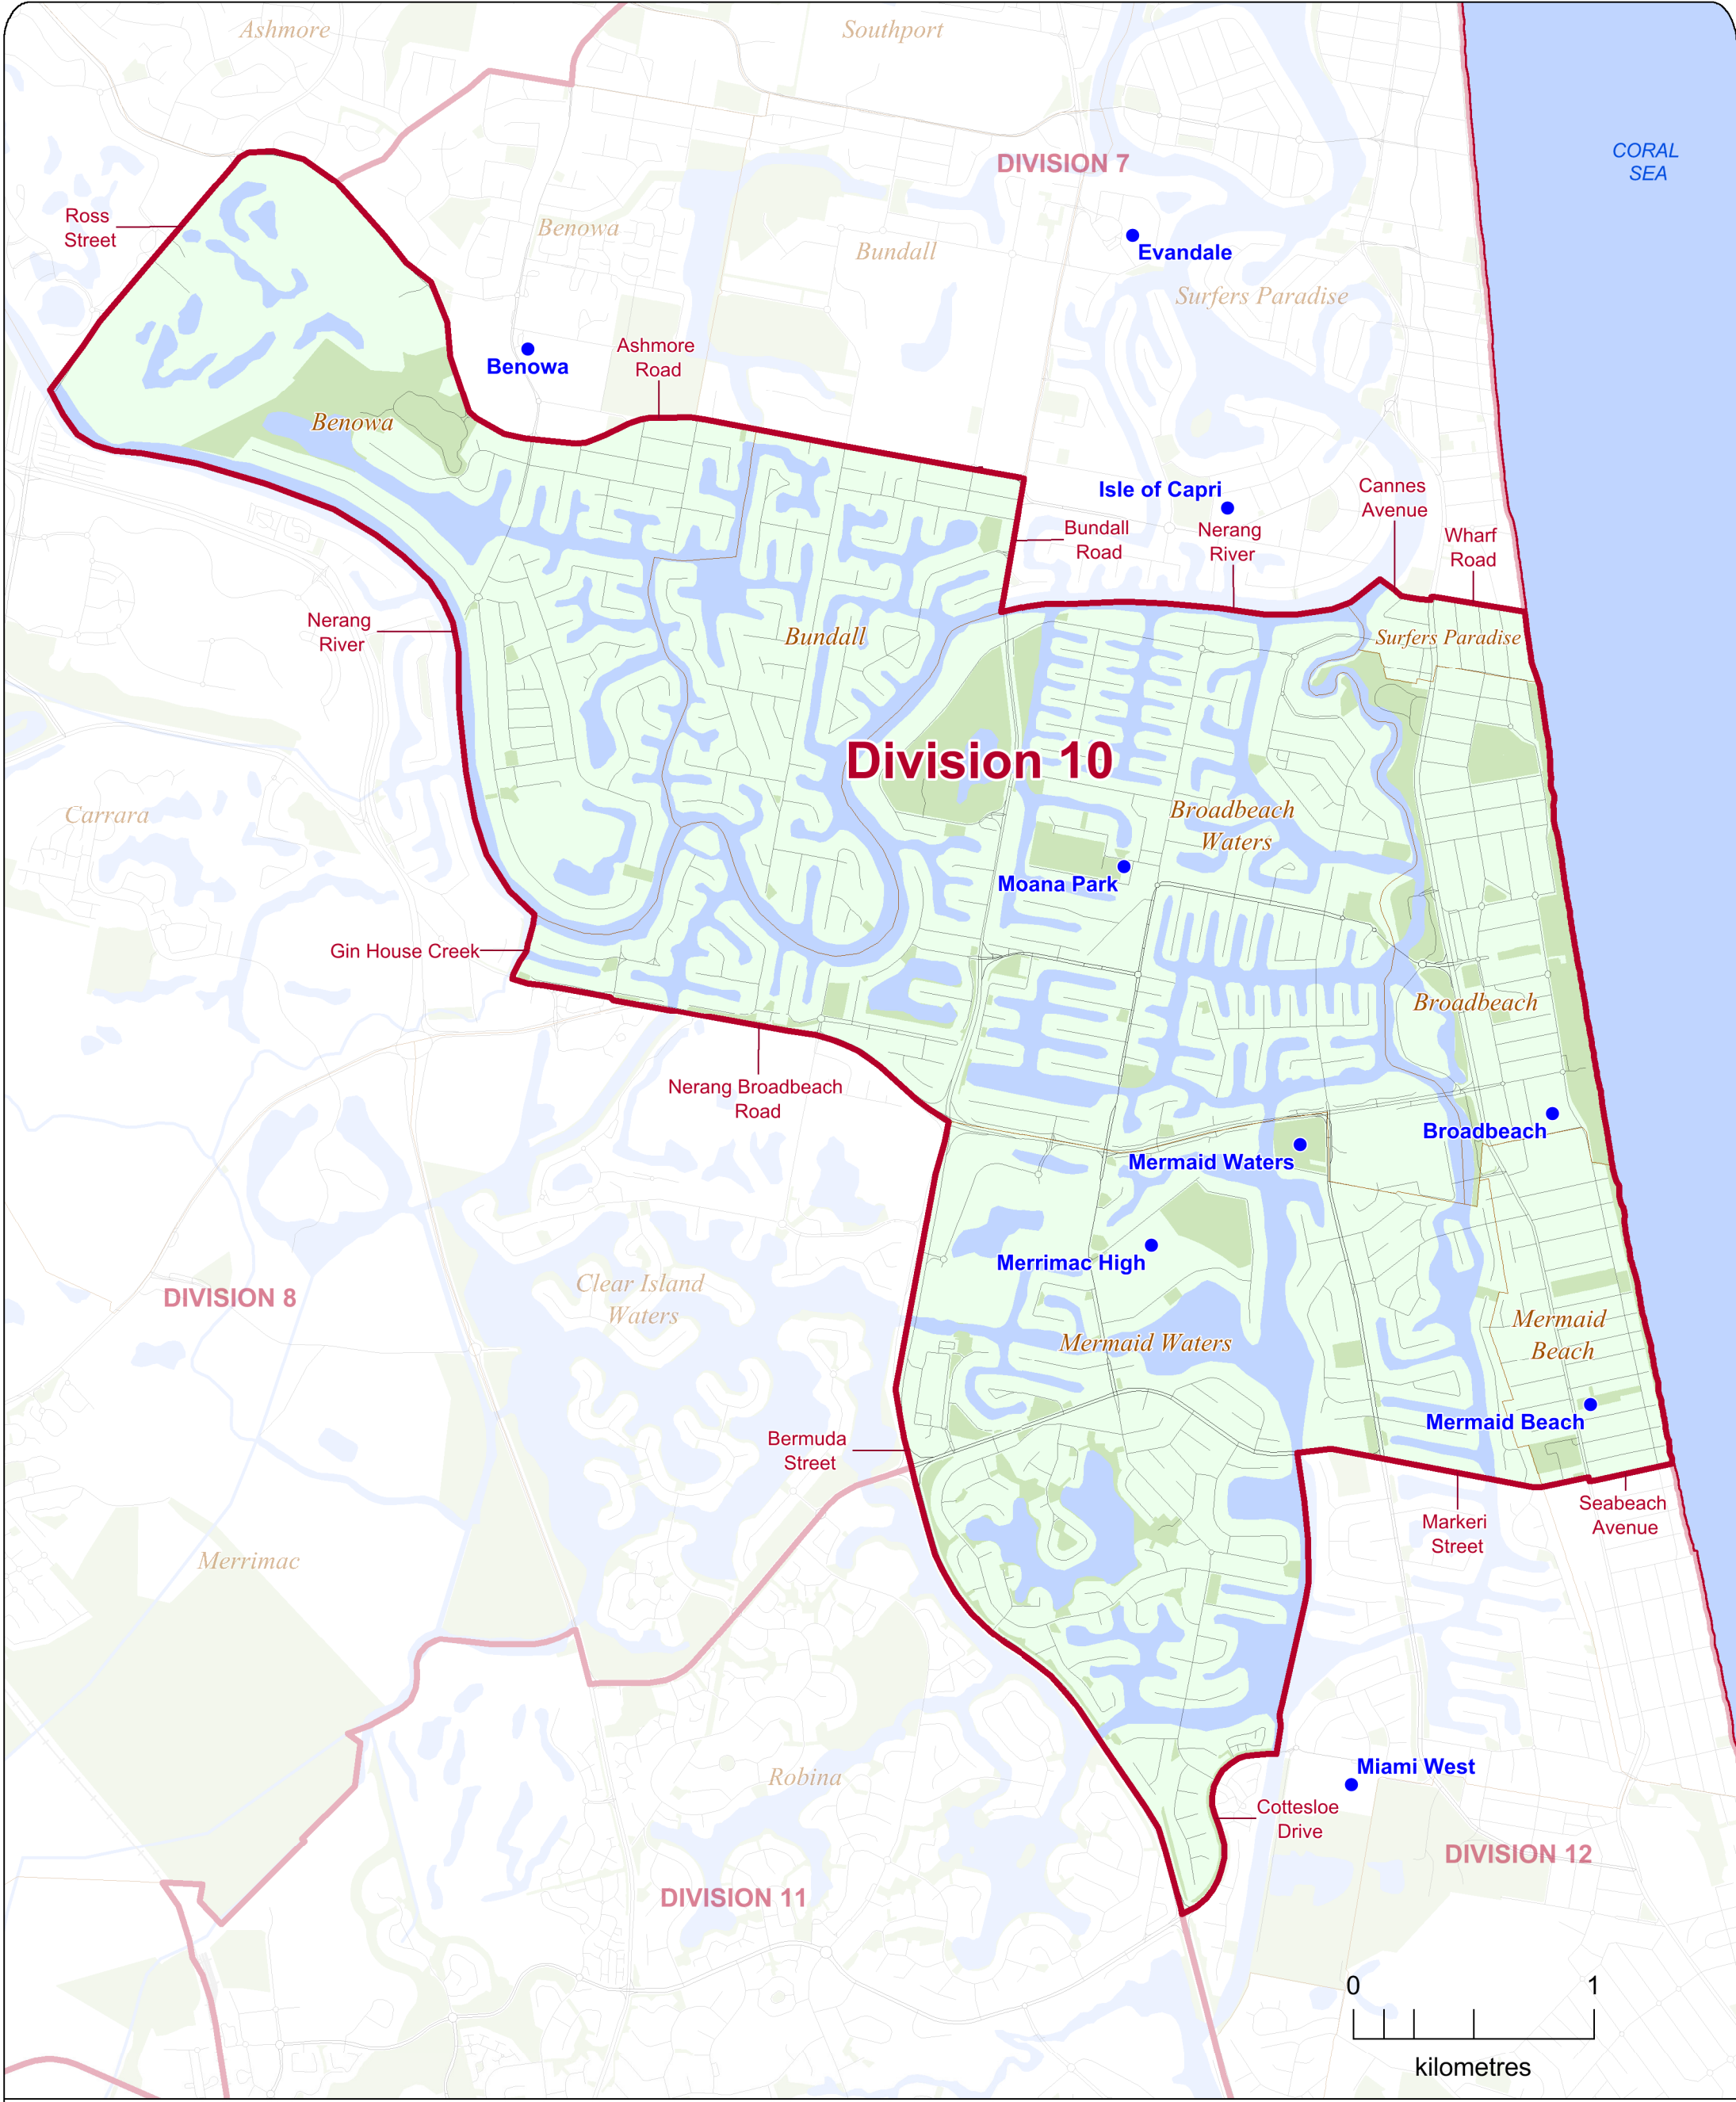 Ashmore
Southport
CORAL
SEA
DIVISION 7
Ross
Street
Benowa
Bundall
Evandale
Surfers Paradise
Ashmore
Road
Benowa
Benowa
Isle of Capri
Cannes
Avenue
Bundall
Road
Nerang
River
Wharf
Road
Nerang
River
Bundall
Surfers Paradise
Division 10
Carrara
Broadbeach
Waters
Moana Park
Gin House Creek
Broadbeach
Nerang Broadbeach
Road
Broadbeach
Mermaid Waters
Merrimac High
DIVISION 8
Clear Island
Waters
Mermaid Waters
Mermaid
Beach
Mermaid Beach
Bermuda
Street
Markeri
Street
Seabeach
Avenue
Merrimac
Robina
Miami West
Cottesloe
Drive
DIVISION 12
DIVISION 11
0 1
kilometres